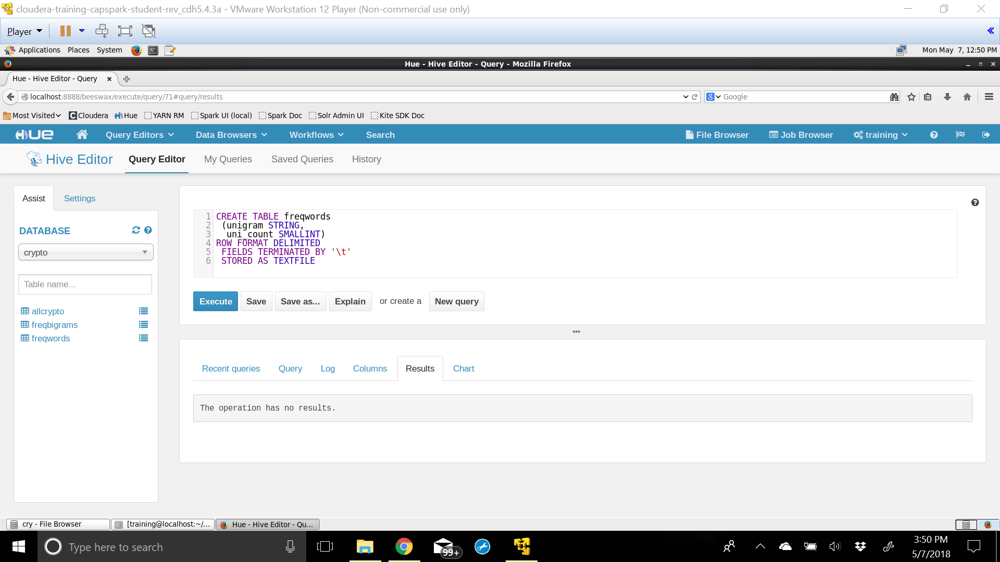 cloudera-training-capspark-student-rev_cdh5.4.3a - VMware Workstation 12 Player (Non-commercial use only)
Player
Applications Places System Mon May 7, 12:50 PM
Hue - Hive Editor - Query - Mozilla Firefox
Hue - Hive Editor - Query
localhost:8888/beeswax/execute/query/71#query/results Google
Most Visited Cloudera Hue YARN RM Spark UI (local) Spark Doc Solr Admin UI Kite SDK Doc
HUE Query Editors Data Browsers Workflows Search File Browser Job Browser training
Hive Editor Query Editor My Queries Saved Queries History
Assist Settings
DATABASE
crypto
Table name...
allcrypto
freqbigrams
freqwords
1 CREATE TABLE freqwords
2 (unigram STRING,
3 uni_count SMALLINT)
4 ROW FORMAT DELIMITED
5 FIELDS TERMINATED BY '\t'
6 STORED AS TEXTFILE
Execute Save Save as... Explain or create a New query
Recent queries Query Log Columns Results Chart
The operation has no results.
cry - File Browser [training@localhost:~/... Hue - Hive Editor - Qu...
Type here to search 99+ 3:50 PM
5/7/2018